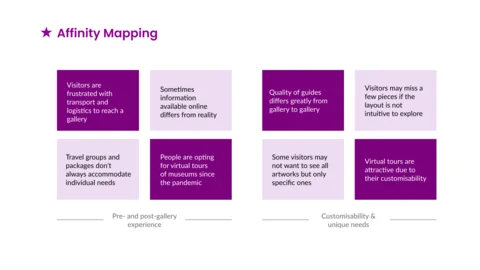 ★ Affinity Mapping
Visitors are
frustrated with
transport and
logistics to reach a
gallery
Sometimes
information
available online
differs from reality
Quality of guides
differs greatly from
gallery to gallery
Visitors may miss a
few pieces if the
layout is not
intuitive to explore
Travel groups and
packages don't
always accommodate
individual needs
People are opting
for virtual tours
of museums since
the pandemic
Some visitors may
not want to see all
artworks but only
specific ones
Virtual tours are
attractive due to
their customisability
Pre- and post-gallery
experience
Customisability &
unique needs